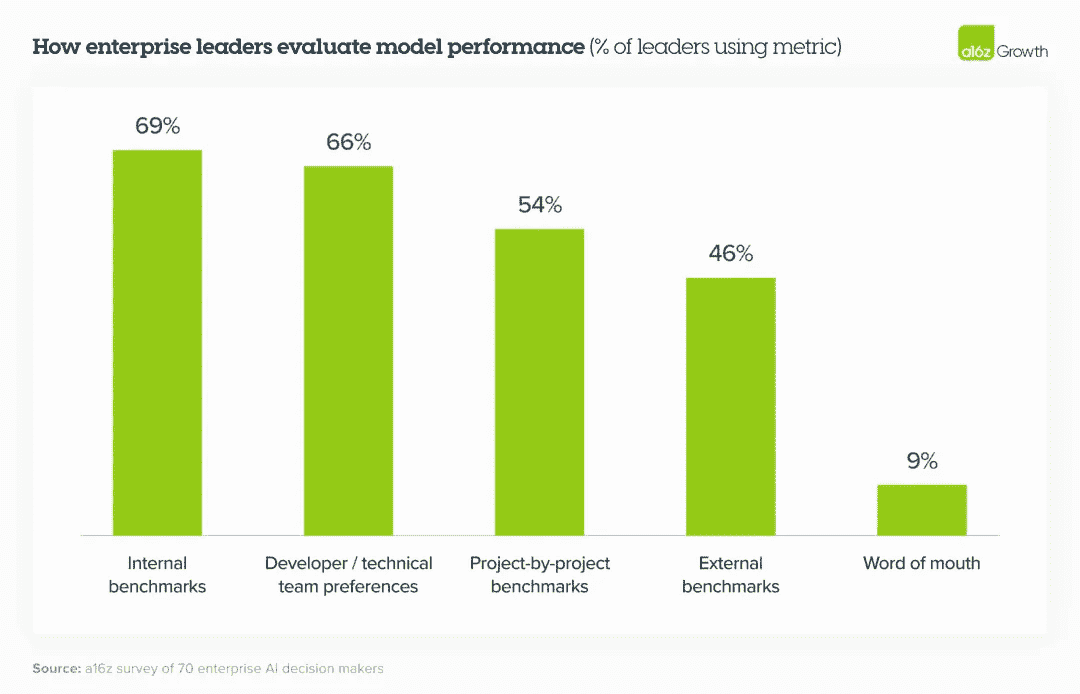 How enterprise leaders evaluate model performance (% of leaders using metric)
a16z Growth
69%
66%
54%
46%
9%
Internal
benchmarks
Developer / technical
team preferences
Project-by-project
benchmarks
External
benchmarks
Word of mouth
Source: a16z survey of 70 enterprise AI decision makers